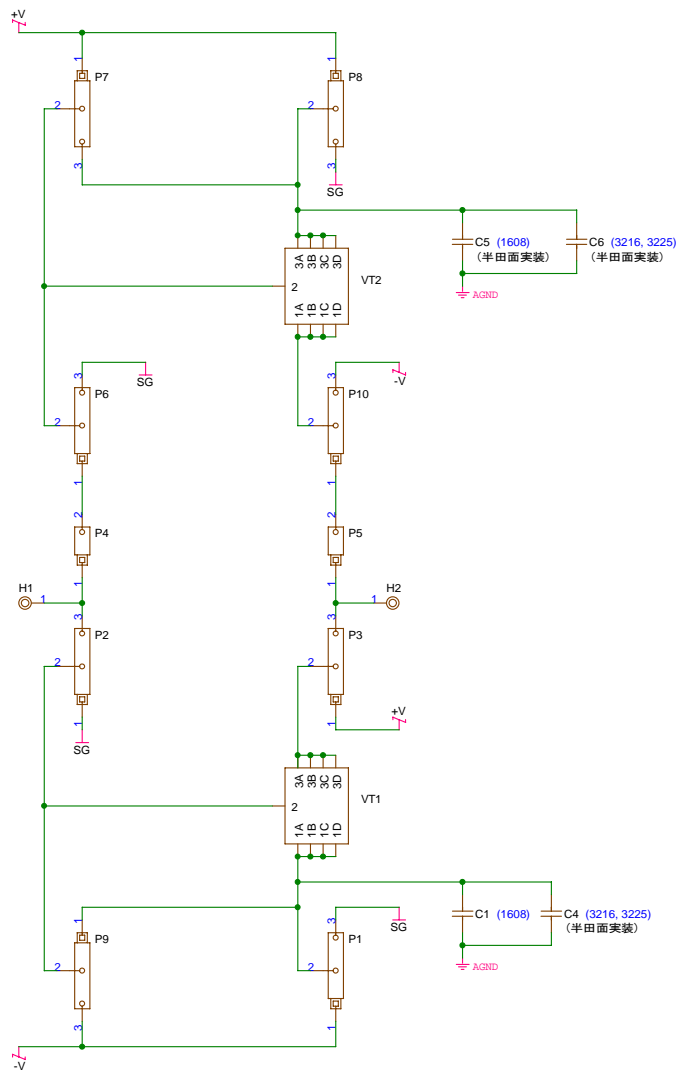 +V
1 P7
1 P8
2
2
3
3
SG
3A 3B 3C 3D
C5 (1608)
(半田面実装)
C6 (3216, 3225)
(半田面実装)
2
VT2
AGND
1A 1B 1C 1D
3
SG
3
-V
P6
P10
2
2
1
1
2
2
P4
P5
1
1
H1
H2
1
1
3
3
P2
P3
2
2
1
1
+V
SG
3A 3B 3C 3D
VT1
2
1A 1B 1C 1D
1
3
C1 (1608)
C4 (3216, 3225)
(半田面実装)
SG
P9
P1
2
2
AGND
3
1
-V